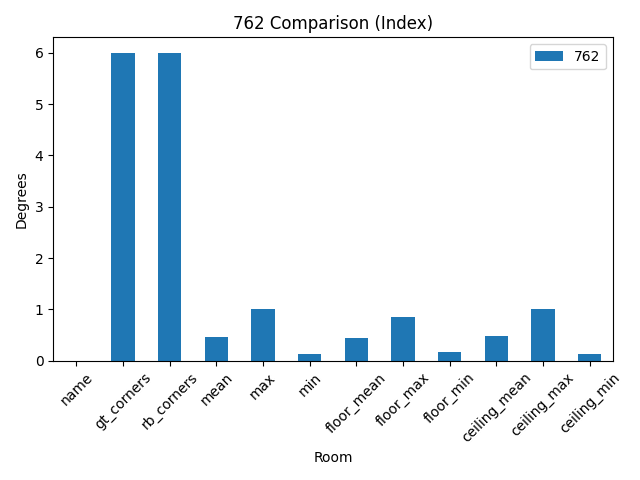 762 Comparison (Index)
762
Degrees
6
5
4
3
2
1
0
name
gt_corners
rb_corners
mean
max
min
floor_mean
floor_max
floor_min
ceiling_mean
ceiling_max
ceiling_min
Room